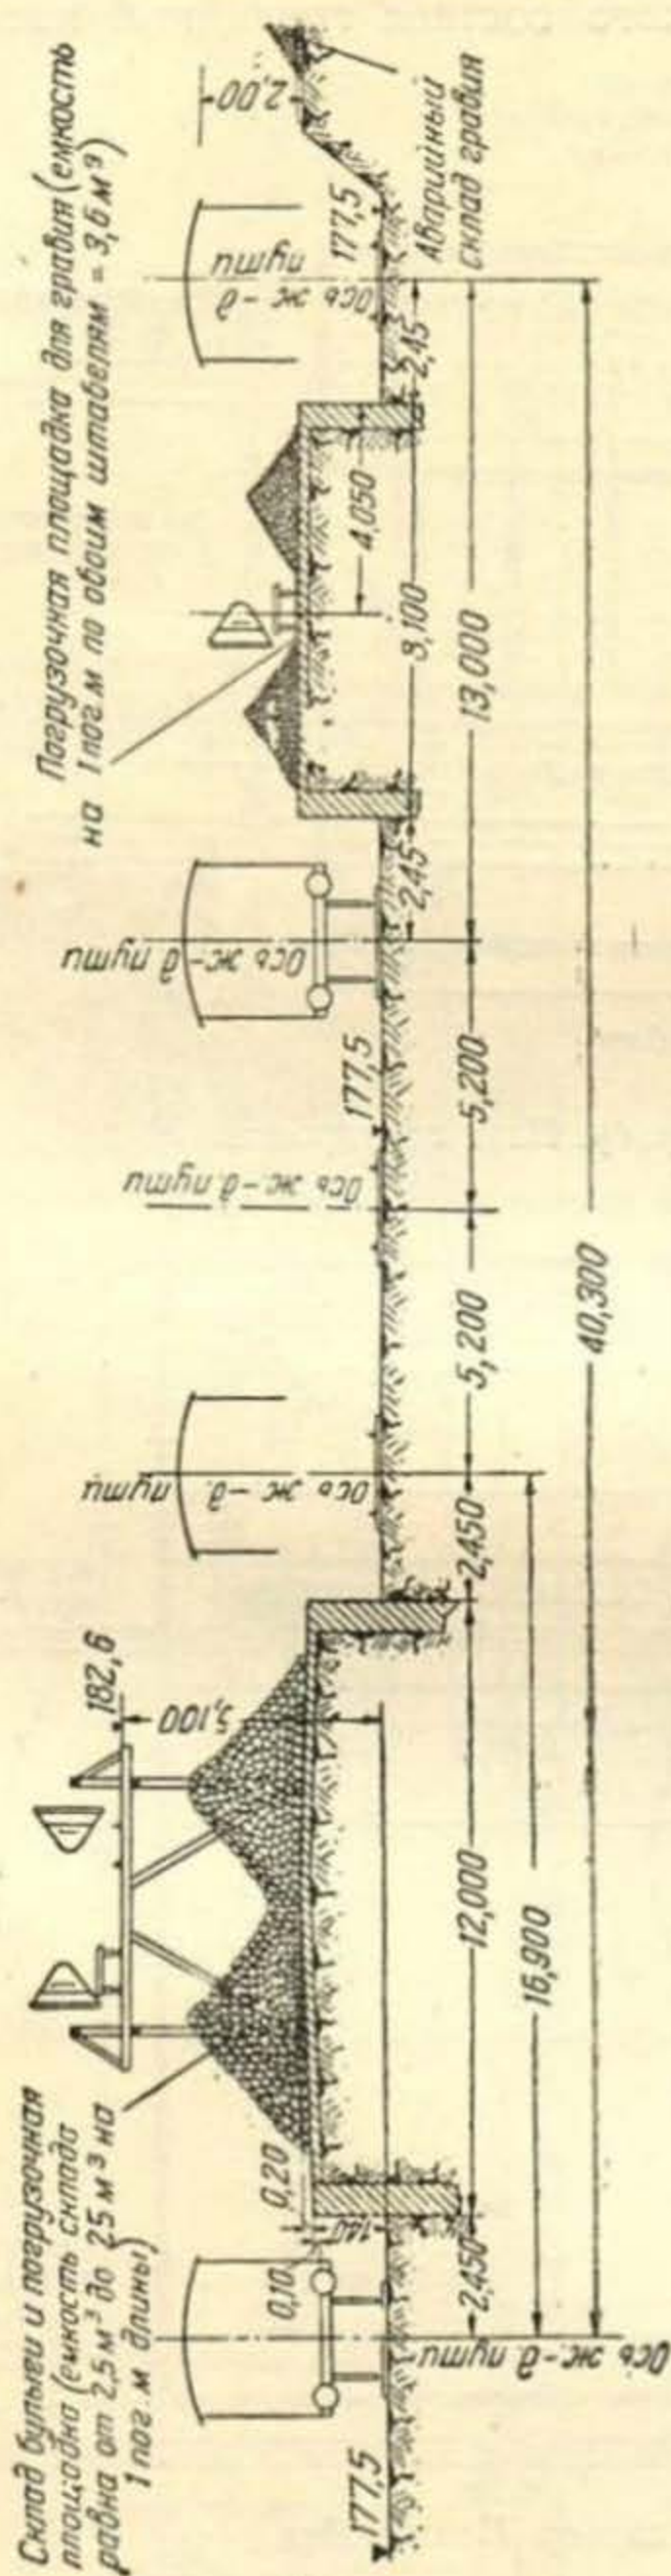 Склад булыги и погрузочная
площадка (емкость склада
равна от 2,5 м³ до 25 м³ на
1 пог. м длины)
Погрузочная площадка для гравия (емкость
на 1 пог. м по обоим штабелям = 3,6 м³)
182,6
5,100
0,20
0,10
1,40
177,5
Ось ж.-д пути
Ось ж-д. пути
Ось ж.-д. пути
177,5
Ось ж-д пути
Ось ж-д
пути
177,5
2,00
Аварийный
склад гравия
2,450
12,000
2,450
5,200
5,200
2,45
8,100
4,050
2,45
13,000
16,900
40,300